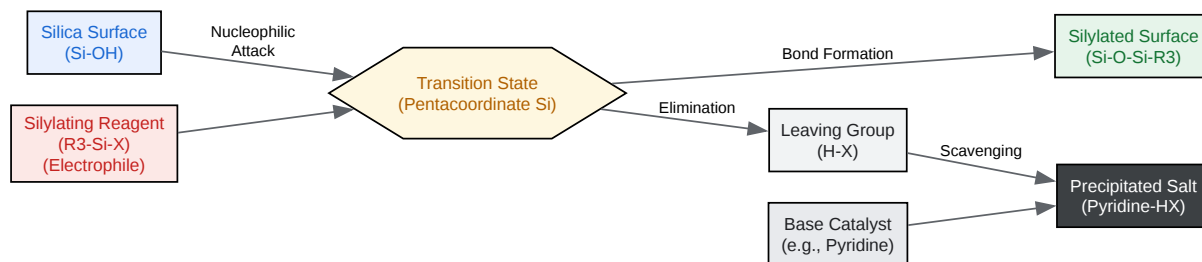 Silica Surface
(Si-OH)
Nucleophilic
Attack
Silylating Reagent
(R3-Si-X)
(Electrophile)
Transition State
(Pentacoordinate Si)
Bond Formation
Silylated Surface
(Si-O-Si-R3)
Elimination
Leaving Group
(H-X)
Scavenging
Base Catalyst
(e.g., Pyridine)
Precipitated Salt
(Pyridine-HX)